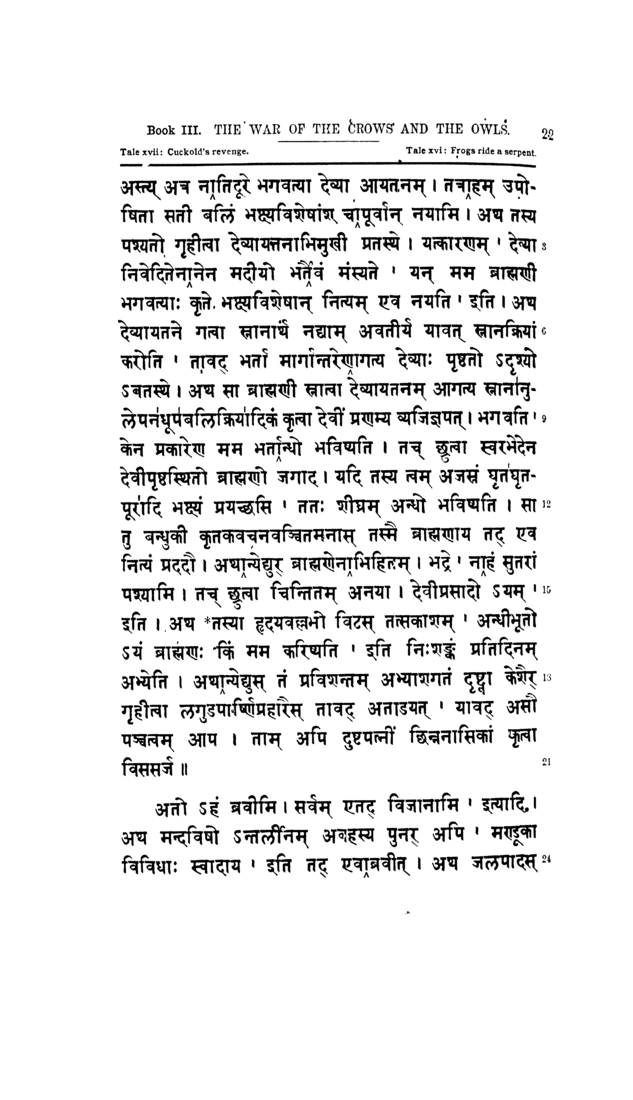 Book III. THE WAR OF THE CROWS AND THE OWLS.
Tale xvii: Cuckold's revenge. Tale xvi: Frogs ride a serpent.
अस्त्य् अत्र नातिदूरे भगवत्या देव्या आयतनम् । तत्राहम् उपो-
षिता सती बलिं भक्ष्यविशेषांश् चापूर्वान् नयामि । अथ तस्य
पश्यतो गृहीत्वा देव्यायतनाभिमुखी प्रतस्थे । यत्कारणम् ' देव्या 3
निवेदितेनानेन मदीयो भर्तैवं मंस्यते ' यन् मम ब्राह्मणी
भगवत्याः कृते भक्ष्यविशेषान् नित्यम् एव नयति ' इति । अथ
देव्यायतने गत्वा स्नानार्थं नद्याम् अवतीर्य यावत् स्नानक्रियां 6
करोति ' तावद् भर्ता मार्गान्तरेणागत्य देव्याः पृष्ठतो ऽदृश्यो
ऽवतस्थे । अथ सा ब्राह्मणी स्नात्वा देव्यायतनम् आगत्य स्नानानु-
लेपनधूपबलिक्रियादिकं कृत्वा देवीं प्रणम्य व्यजिज्ञपत् । भगवति ' 9
केन प्रकारेण मम भर्तान्धो भविष्यति । तच् छ्रुत्वा स्वरभेदेन
देवीपृष्ठस्थितो ब्राह्मणो जगाद । यदि तस्य त्वम् अजस्रं घृतघृत-
पूरादि भक्ष्यं प्रयच्छसि ' ततः शीघ्रम् अन्धो भविष्यति । सा 12
तु बन्धुकी कृतकवचनवञ्चितमनास् तस्मै ब्राह्मणाय तद् एव
नित्यं प्रददौ । अथान्येद्युर् ब्राह्मणेनाभिहितम् । भद्रे ' नाहं सुतरां
पश्यामि । तच् छ्रुत्वा चिन्तितम् अनया । देवीप्रसादो ऽयम् ' 15
इति । अथ *तस्या हृदयवल्लभो विटस् तत्सकाशम् ' अन्धीभूतो
ऽयं ब्राह्मणः किं मम करिष्यति ' इति निःशङ्कं प्रतिदिनम्
अभ्येति । अथान्येद्युस् तं प्रविशन्तम् अभ्याशगतं दृष्ट्वा केशैर् 18
गृहीत्वा लगुडपार्ष्णिप्रहारैस् तावद् अताडयत् ' यावद् असौ
पञ्चत्वम् आप । ताम् अपि दुष्टपत्नीं छिन्ननासिकां कृत्वा
विससर्ज ॥ 21
अतो ऽहं ब्रवीमि । सर्वम् एतद् विजानामि ' इत्यादि ।
अथ मन्दविषो ऽन्तर्लीनम् अवहस्य पुनर् अपि ' मण्डूका
विविधाः स्वादाय ' इति तद् एवाब्रवीत् । अथ जलपादस् 24